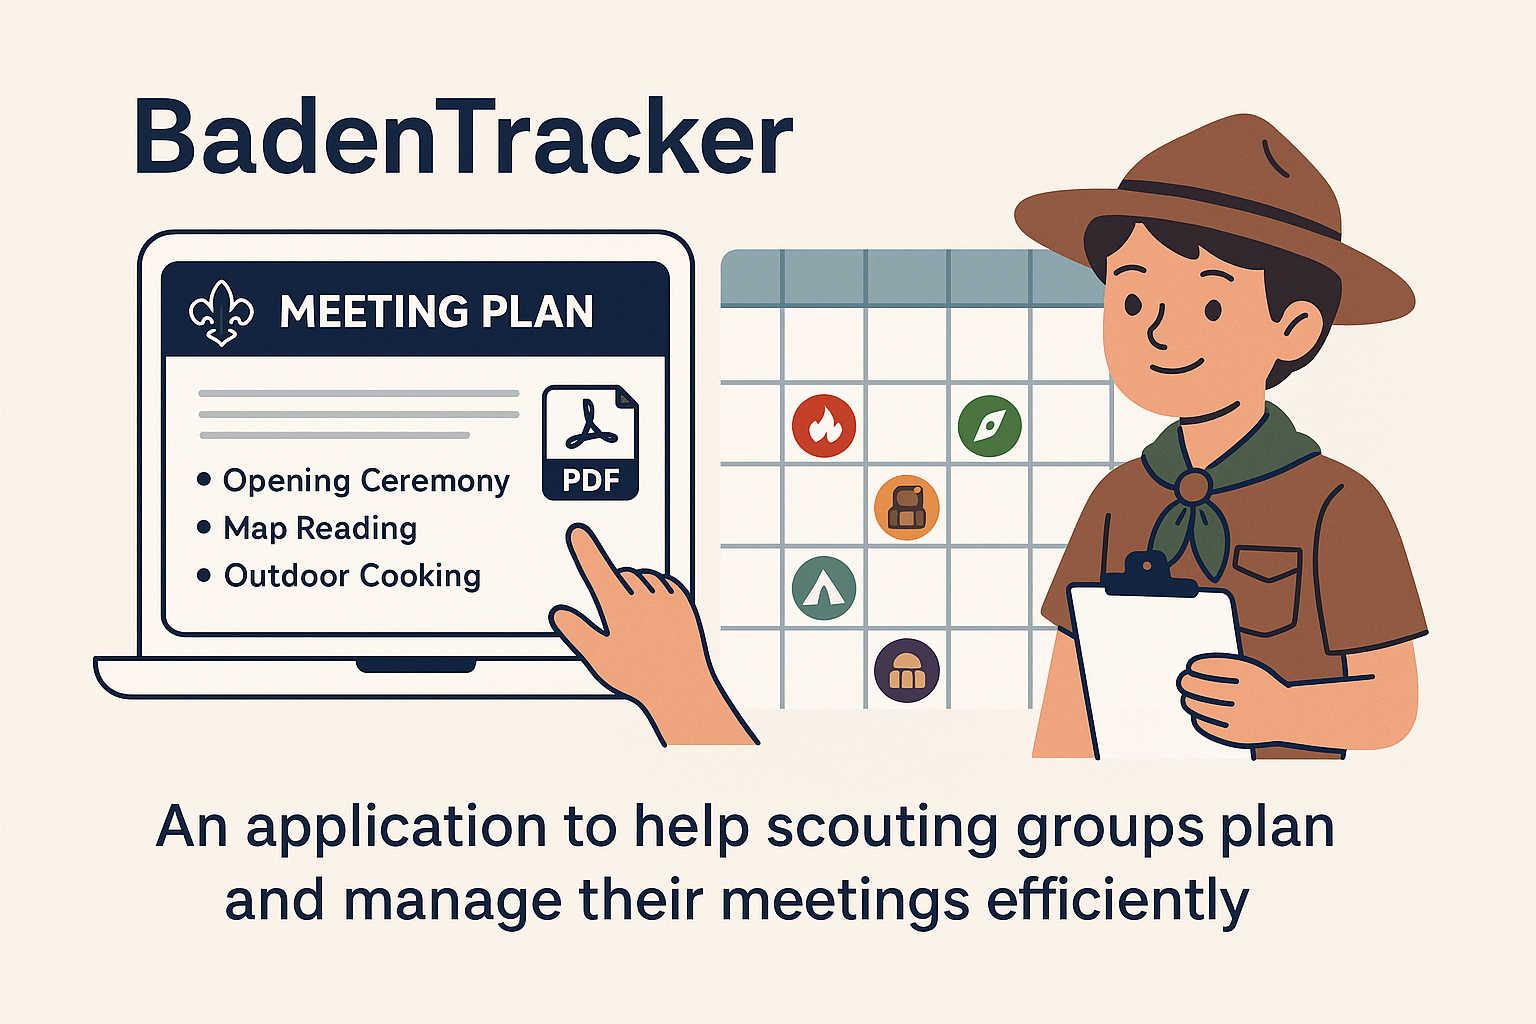 BadenTracker
MEETING PLAN
PDF
• Opening Ceremony
• Map Reading
• Outdoor Cooking
An application to help scouting groups plan
and manage their meetings efficiently